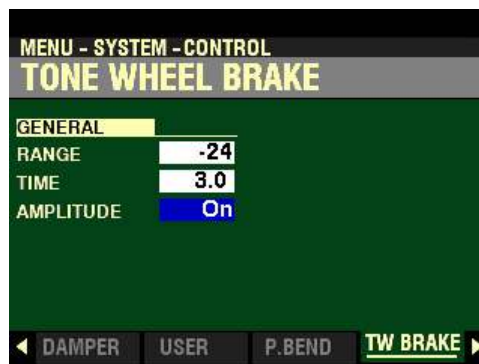 MENU - SYSTEM - CONTROL
TONE WHEEL BRAKE
GENERAL
RANGE -24
TIME 3.0
AMPLITUDE On
DAMPER USER P.BEND TW BRAKE